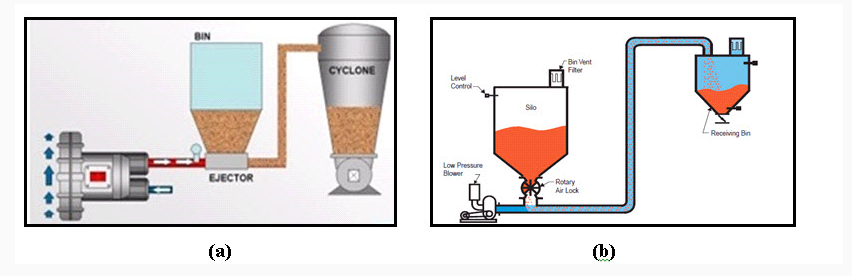 BIN
CYCLONE
EJECTOR
(a)
Bin Vent
Filter
Level
Control
Silo
Receiving Bin
Low Pressure
Blower
Rotary
Air Lock
(b)